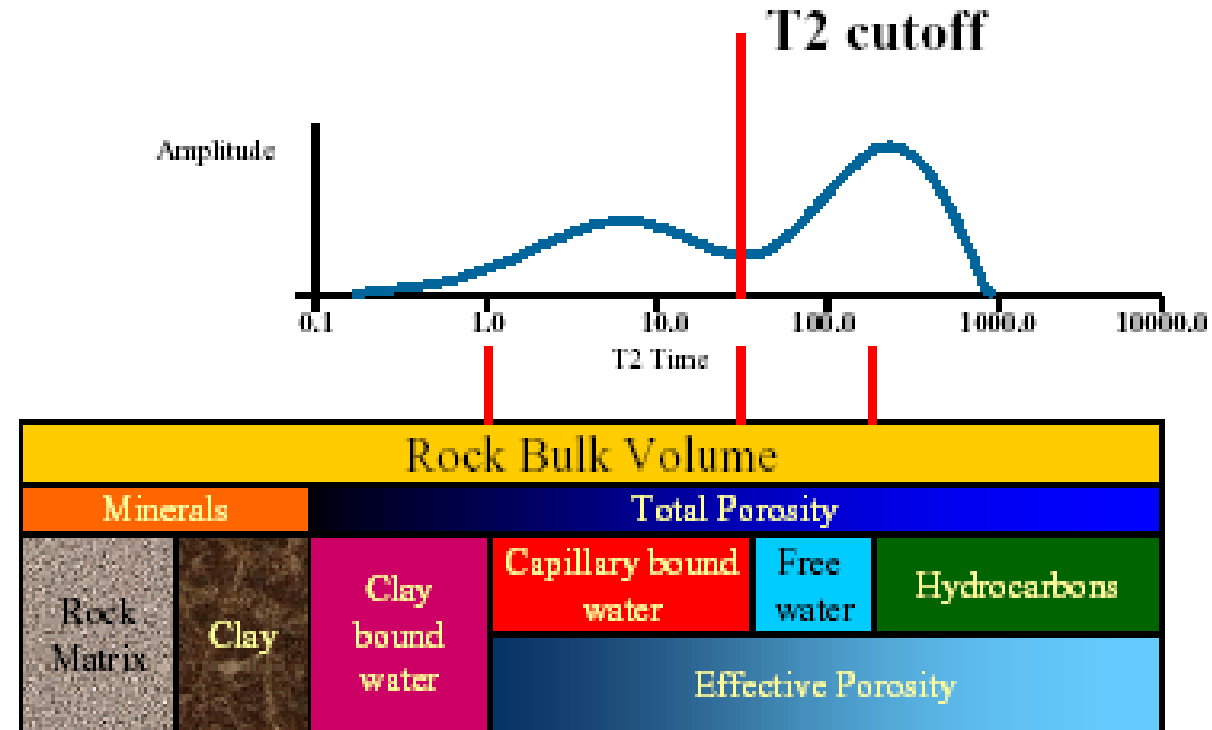 T2 cutoff
Amplitude
0.1 1.0 10.0 100.0 1000.0 10000.0
T2 Time
Rock Bulk Volume
Minerals Total Porosity
Rock
Matrix
Clay
Clay
bound
water
Capillary bound
water
Free
water
Hydrocarbons
Effective Porosity